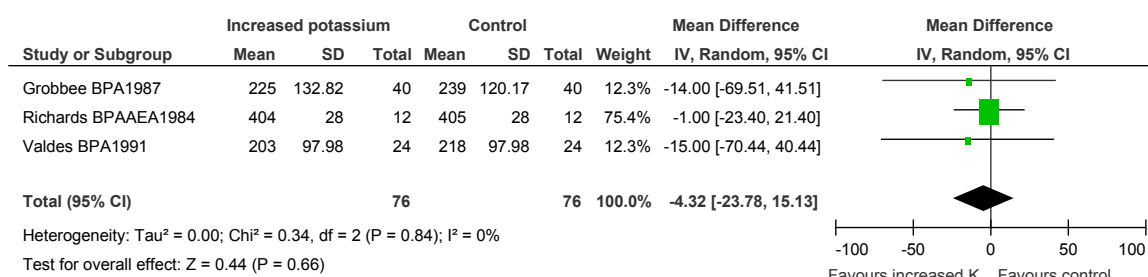 Increased potassium Control Mean Difference Mean Difference
Study or Subgroup Mean SD Total Mean SD Total Weight IV, Random, 95% CI IV, Random, 95% CI
Grobbee BPA1987 225 132.82 40 239 120.17 40 12.3% -14.00 [-69.51, 41.51]
Richards BPAAEA1984 404 28 12 405 28 12 75.4% -1.00 [-23.40, 21.40]
Valdes BPA1991 203 97.98 24 218 97.98 24 12.3% -15.00 [-70.44, 40.44]
Total (95% CI) 76 76 100.0% -4.32 [-23.78, 15.13]
Heterogeneity: Tau² = 0.00; Chi² = 0.34, df = 2 (P = 0.84); I² = 0%
Test for overall effect: Z = 0.44 (P = 0.66)
-100 -50 0 50 100
Favours increased K Favours control